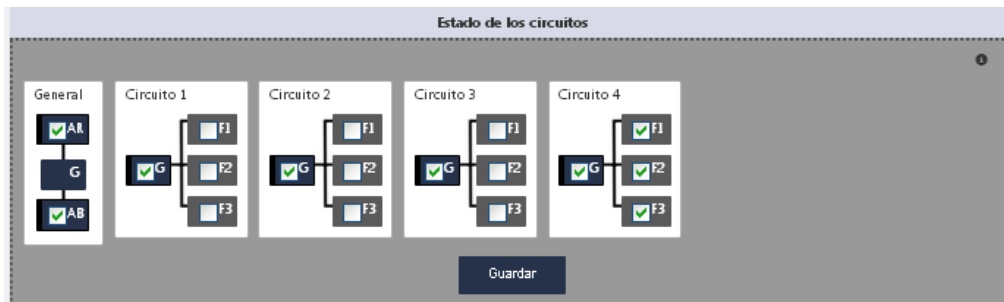 Estado de los circuitos
General
AR
G
AB
Circuito 1
G
F1
F2
F3
Circuito 2
G
F1
F2
F3
Circuito 3
G
F1
F2
F3
Circuito 4
G
F1
F2
F3
Guardar